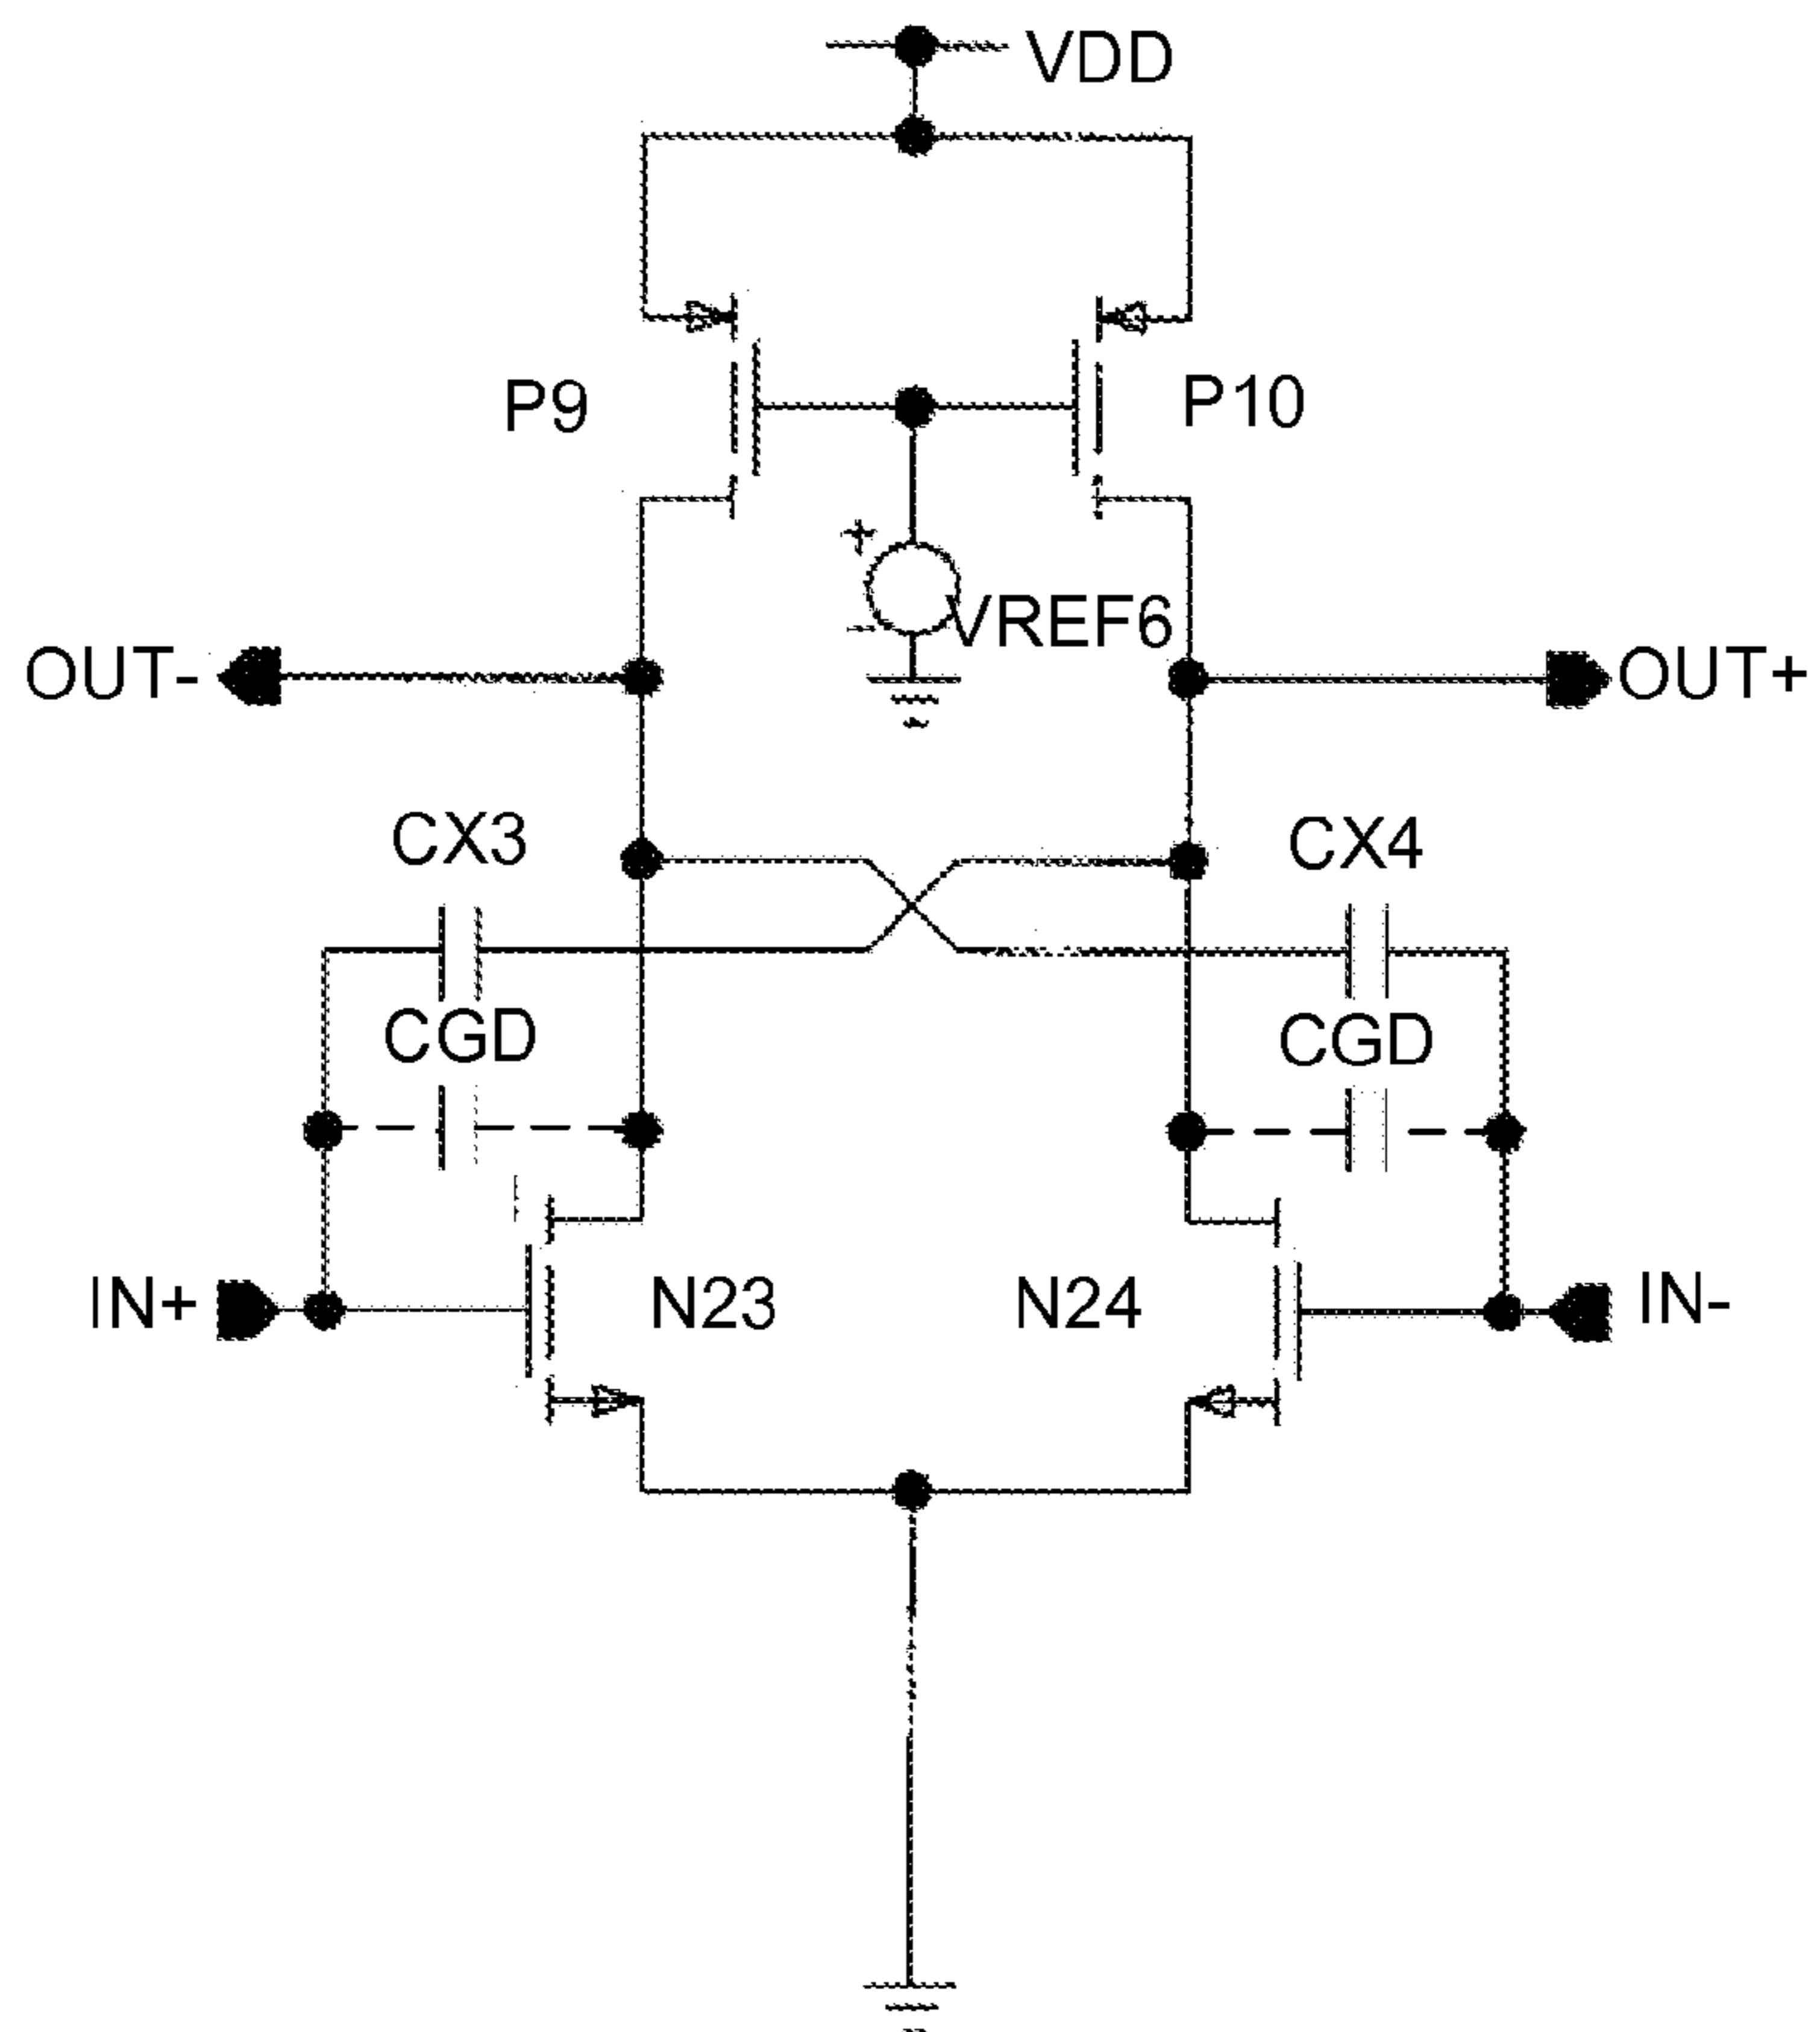 VDD
P9
P10
+
-
VREF6
OUT-
OUT+
CX3
CX4
CGD
CGD
IN+
N23
N24
IN-